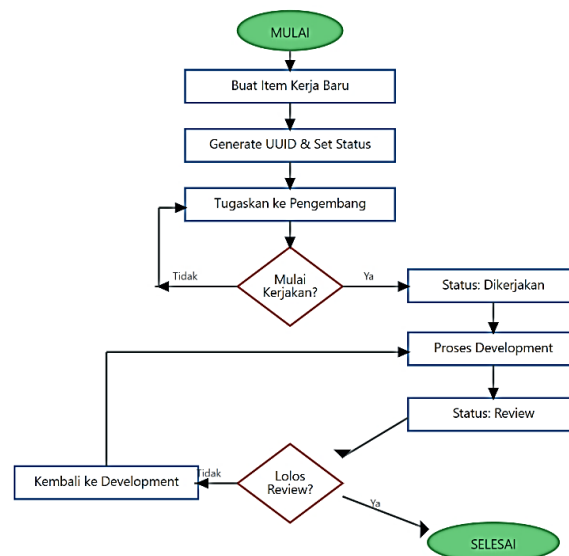 MULAI
Buat Item Kerja Baru
Generate UUID & Set Status
Tugaskan ke Pengembang
Tidak
Mulai
Kerjakan?
Ya
Status: Dikerjakan
Proses Development
Status: Review
Kembali ke Development
Tidak
Lolos
Review?
Ya
SELESAI